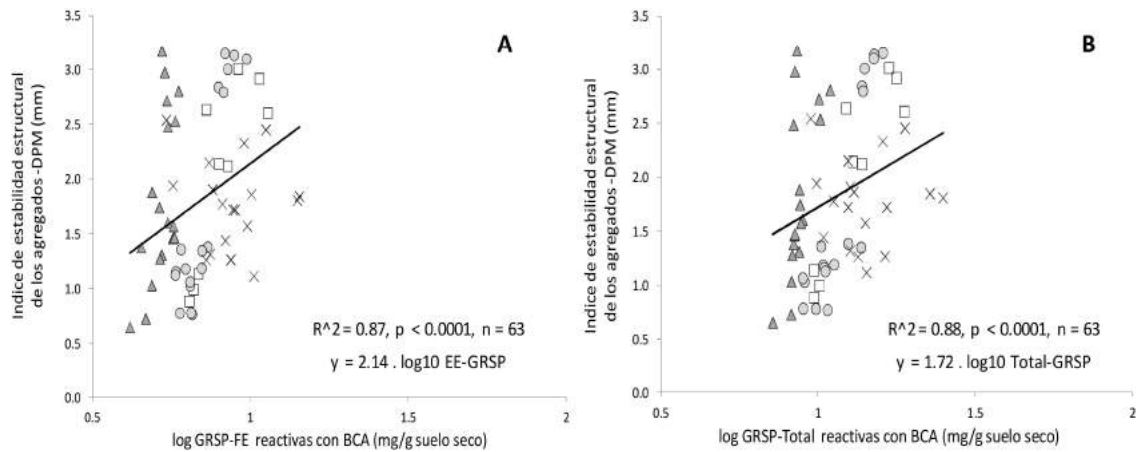 A
Indice de estabilidad estructural
de los agregados -DPM (mm)
3.5
3.0
2.5
2.0
1.5
1.0
0.5
0.0
R^2 = 0.87, p < 0.0001, n = 63
y = 2.14 . log10 EE-GRSP
0.5
1
1.5
2
log GRSP-FE reactivas con BCA (mg/g suelo seco)
B
Indice de estabilidad estructural
de los agregados -DPM (mm)
3.5
3.0
2.5
2.0
1.5
1.0
0.5
0.0
R^2 = 0.88, p < 0.0001, n = 63
y = 1.72 . log10 Total-GRSP
0.5
1
1.5
2
log GRSP-Total reactivas con BCA (mg/g suelo seco)